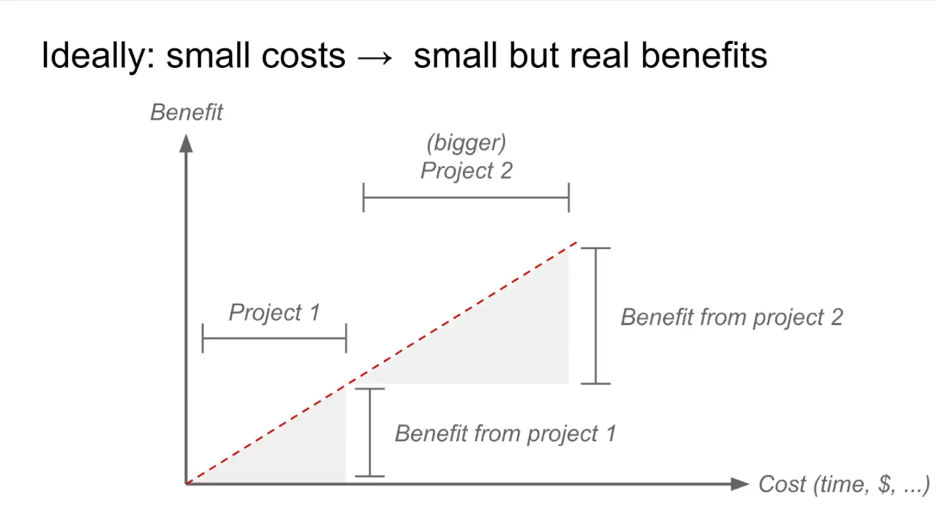 Ideally: small costs → small but real benefits
Benefit
(bigger)
Project 2
Project 1
Benefit from project 2
Benefit from project 1
Cost (time, $, ...)